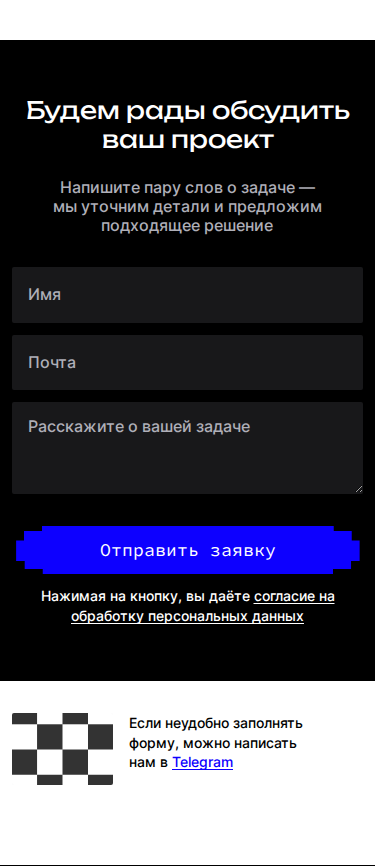 Будем рады обсудить
ваш проект
Напишите пару слов о задаче —
мы уточним детали и предложим
подходящее решение
Имя
Почта
Расскажите о вашей задаче
Отправить заявку
Нажимая на кнопку, вы даёте согласие на
обработку персональных данных
Если неудобно заполнять
форму, можно написать
нам в Telegram